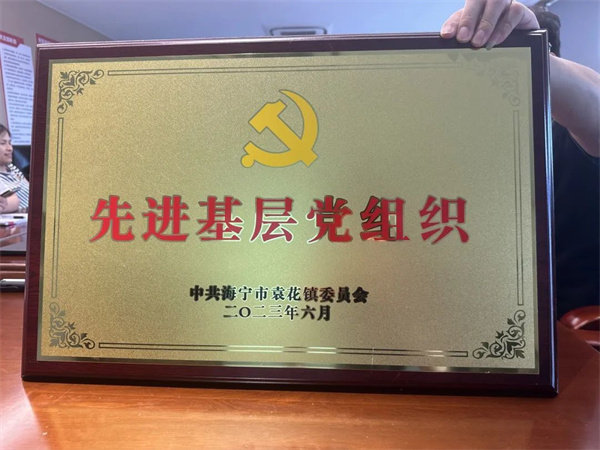 先进基层党组织
中共海宁市袁花镇委员会
二〇二三年六月